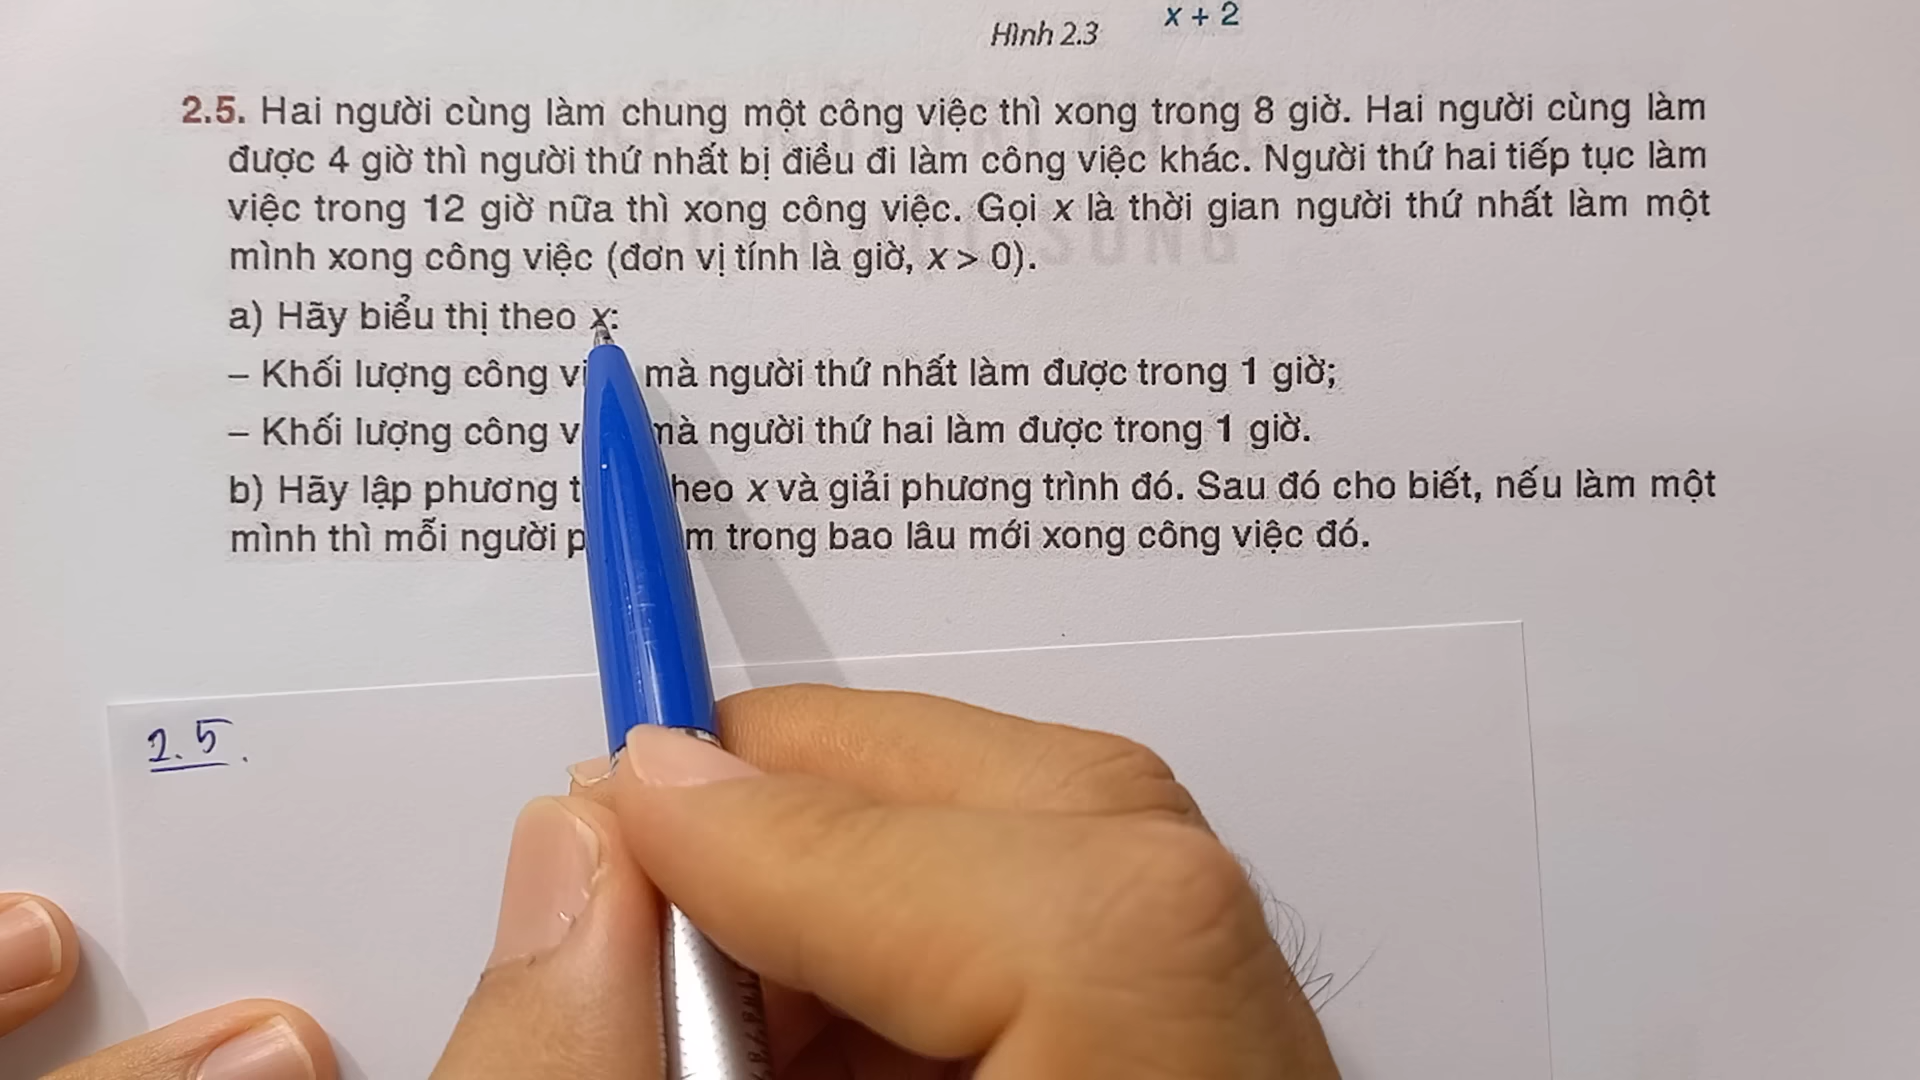 x + 2
Hình 2.3
2.5. Hai người cùng làm chung một công việc thì xong trong 8 giờ. Hai người cùng làm
được 4 giờ thì người thứ nhất bị điều đi làm công việc khác. Người thứ hai tiếp tục làm
việc trong 12 giờ nữa thì xong công việc. Gọi x là thời gian người thứ nhất làm một
mình xong công việc (đơn vị tính là giờ, x > 0).
a) Hãy biểu thị theo x:
– Khối lượng công mà người thứ nhất làm được trong 1 giờ;
– Khối lượng công mà người thứ hai làm được trong 1 giờ.
b) Hãy lập phương theo x và giải phương trình đó. Sau đó cho biết, nếu làm một
mình thì mỗi người trong bao lâu mới xong công việc đó.
2.5.